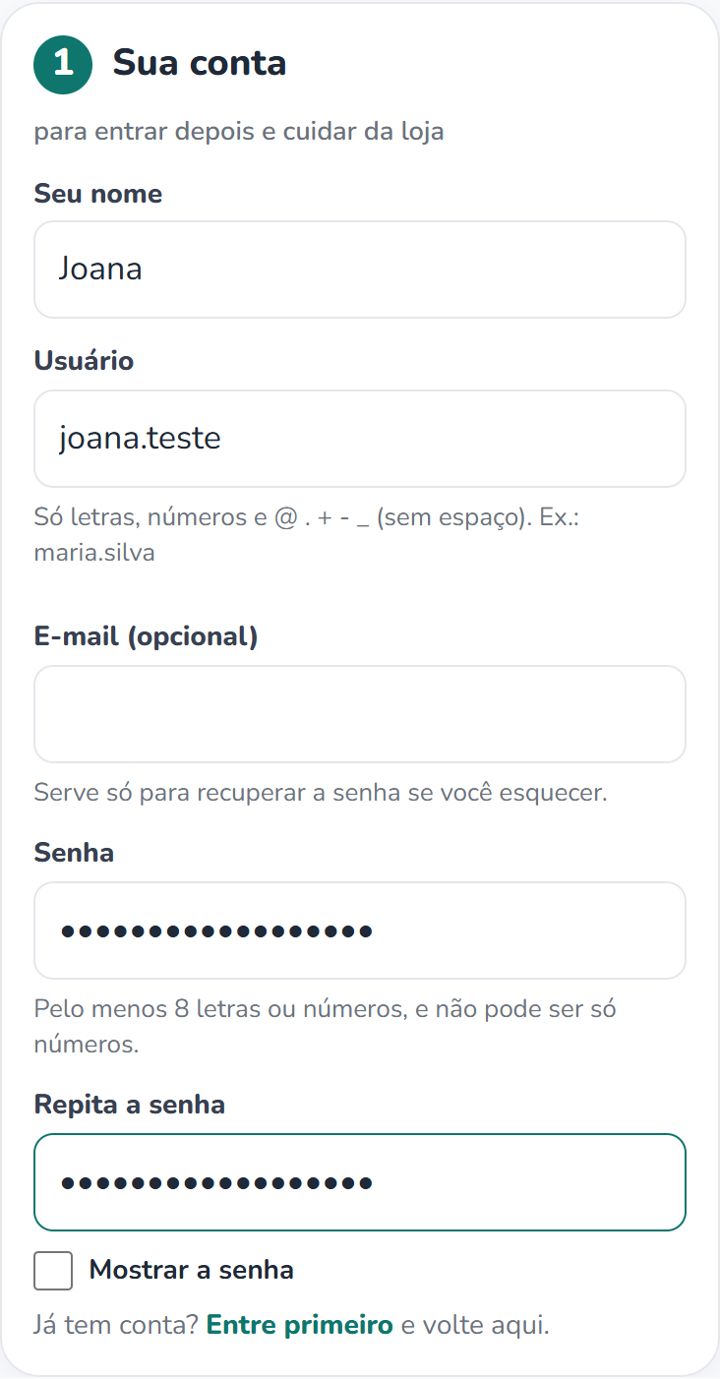 1 Sua conta
para entrar depois e cuidar da loja
Seu nome
Joana
Usuário
joana.teste
Só letras, números e @ . + - _ (sem espaço). Ex.:
maria.silva
E-mail (opcional)
Serve só para recuperar a senha se você esquecer.
Senha
••••••••••••••••••
Pelo menos 8 letras ou números, e não pode ser só
números.
Repita a senha
••••••••••••••••••
Mostrar a senha
Já tem conta? Entre primeiro e volte aqui.